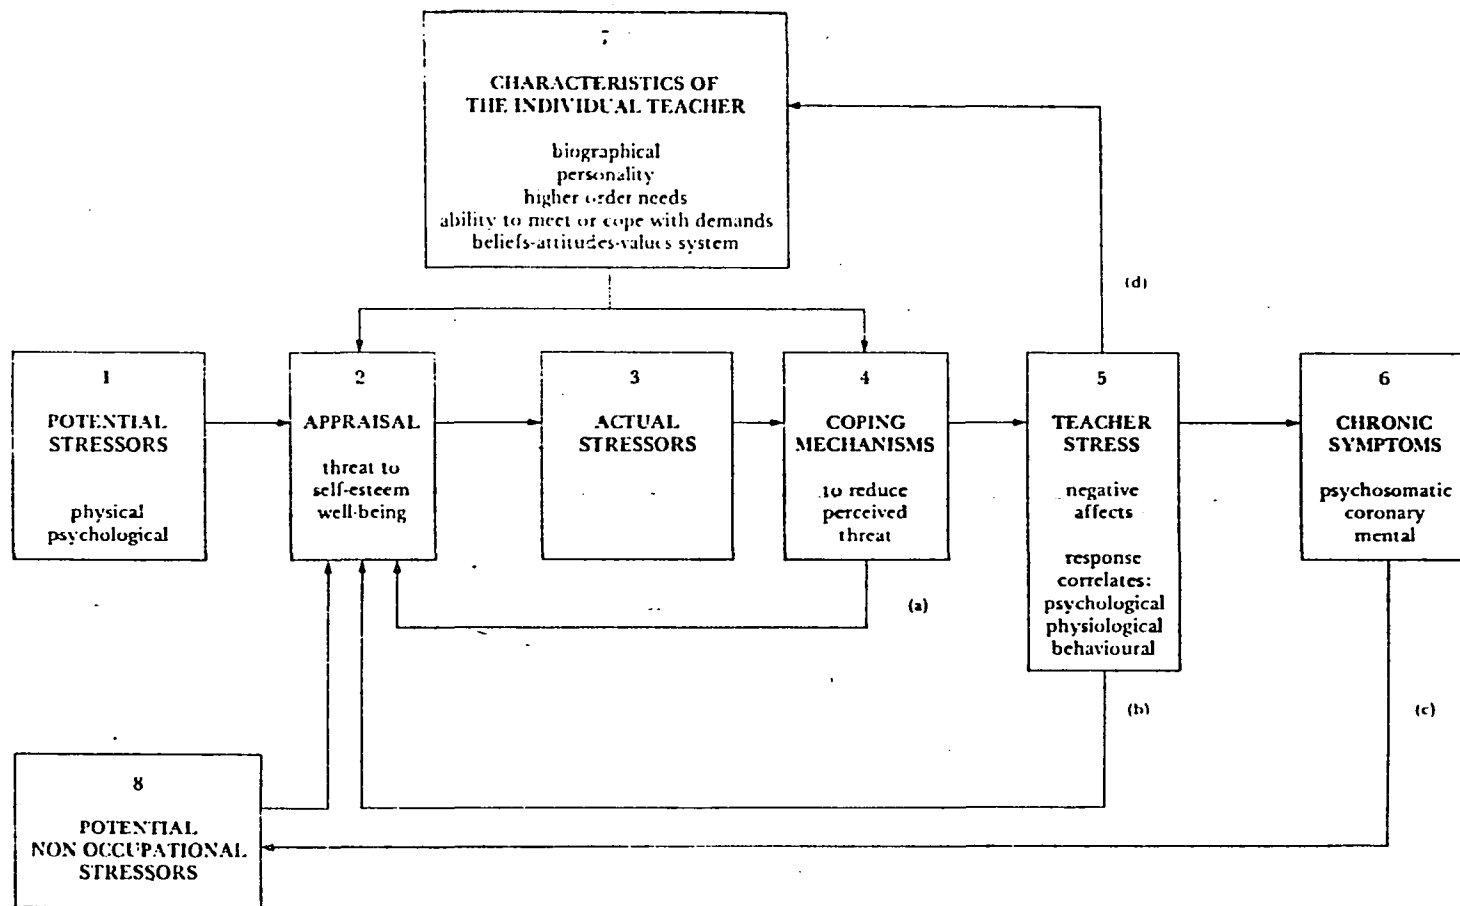 7
CHARACTERISTICS OF
THE INDIVIDUAL TEACHER
biographical
personality
higher order needs
ability to meet or cope with demands
beliefs-attitudes-values system
(d)
1
POTENTIAL
STRESSORS
physical
psychological
2
APPRAISAL
threat to
self-esteem
well-being
3
ACTUAL
STRESSORS
4
COPING
MECHANISMS
to reduce
perceived
threat
5
TEACHER
STRESS
negative
affects
response
correlates:
psychological
physiological
behavioural
6
CHRONIC
SYMPTOMS
psychosomatic
coronary
mental
(a)
(b)
(c)
8
POTENTIAL
NON OCCUPATIONAL
STRESSORS